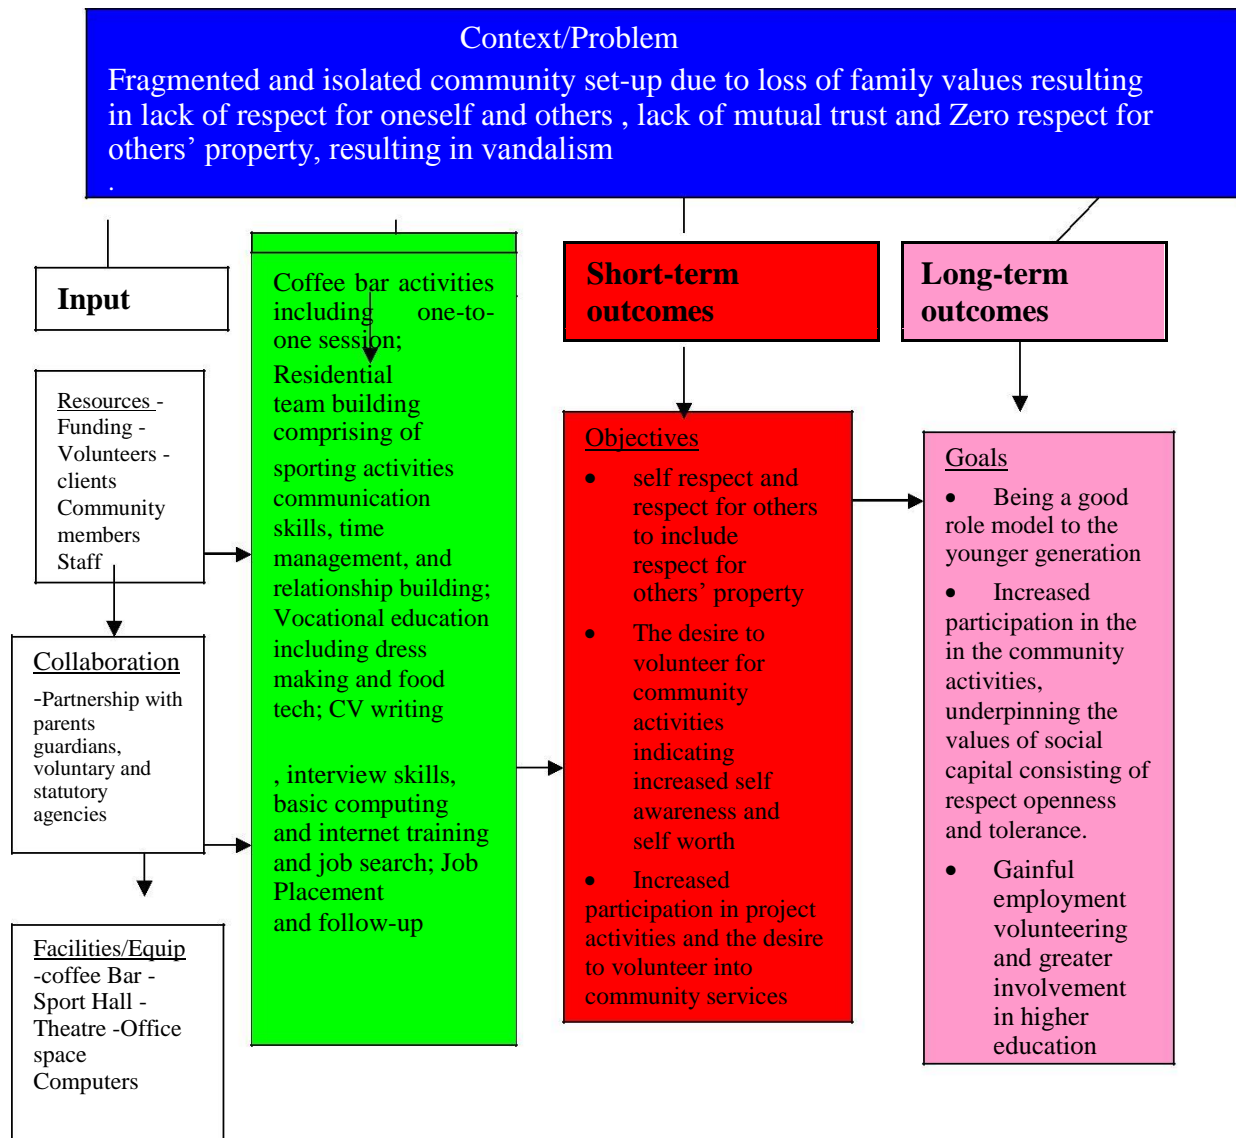 Context/Problem
Fragmented and isolated community set-up due to loss of family values resulting
in lack of respect for oneself and others , lack of mutual trust and Zero respect for
others’ property, resulting in vandalism
.
Input
Resources -
Funding -
Volunteers -
clients
Community
members
Staff
Collaboration
-Partnership with
parents
guardians,
voluntary and
statutory
agencies
Facilities/Equip
-coffee Bar -
Sport Hall -
Theatre -Office
space
Computers
Coffee bar activities
including one-to-
one session;
Residential
team building
comprising of
sporting activities
communication
skills, time
management, and
relationship building;
Vocational education
including dress
making and food
tech; CV writing
, interview skills,
basic computing
and internet training
and job search; Job
Placement
and follow-up
Short-term
outcomes
Objectives
• self respect and
respect for others
to include
respect for
others’ property
• The desire to
volunteer for
community
activities
indicating
increased self
awareness and
self worth
• Increased
participation in project
activities and the desire
to volunteer into
community services
Long-term
outcomes
Goals
• Being a good
role model to the
younger generation
• Increased
participation in the
in the community
activities,
underpinning the
values of social
capital consisting of
respect openness
and tolerance.
• Gainful
employment
volunteering
and greater
involvement
in higher
education